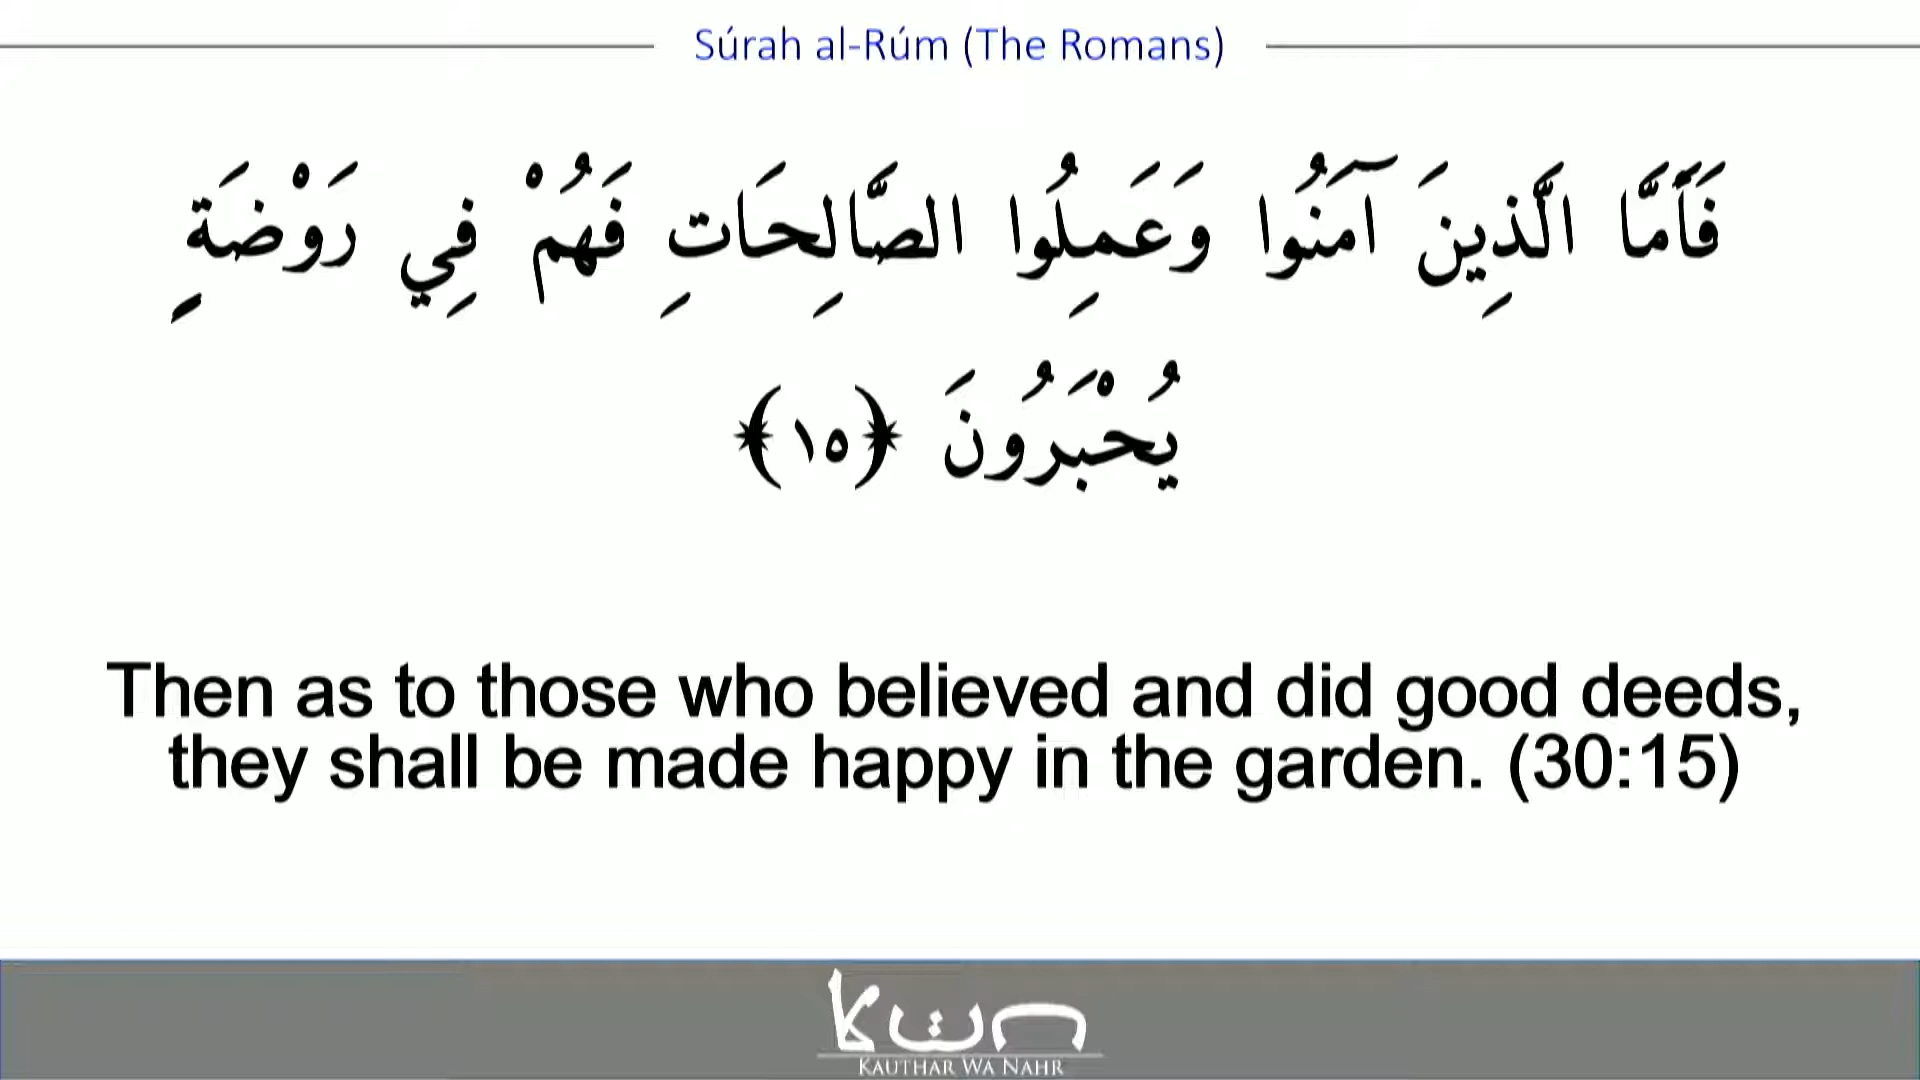 Súrah al-Rúm (The Romans)
فَأَمَّا الَّذِينَ آمَنُوا وَعَمِلُوا الصَّالِحَاتِ فَهُمْ فِي رَوْضَةٍ
يُحْبَرُونَ ﴿١٥﴾
Then as to those who believed and did good deeds,
they shall be made happy in the garden. (30:15)
KWN
KAUTHAR WA NAHR